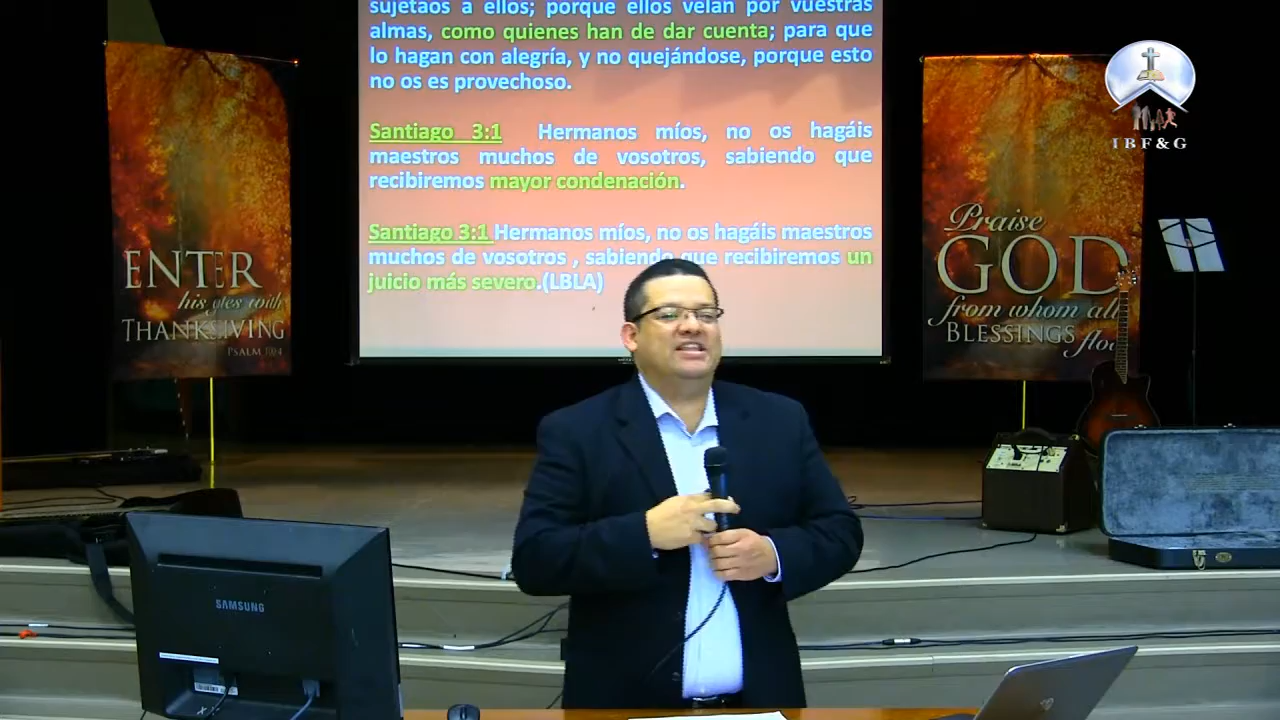 sujetaos a ellos; porque ellos velan por vuestras
almas, como quienes han de dar cuenta; para que
lo hagan con alegría, y no quejándose, porque esto
no os es provechoso.
Santiago 3:1 Hermanos míos, no os hagáis
maestros muchos de vosotros, sabiendo que
recibiremos mayor condenación.
Santiago 3:1 Hermanos míos, no os hagáis maestros
muchos de vosotros , sabiendo que recibiremos un
juicio más severo.(LBLA)
ENTER
his gates with
THANKSGIVING
PSALM
Praise
GOD
from whom all
BLESSINGS flow
IBF&G
SAMSUNG